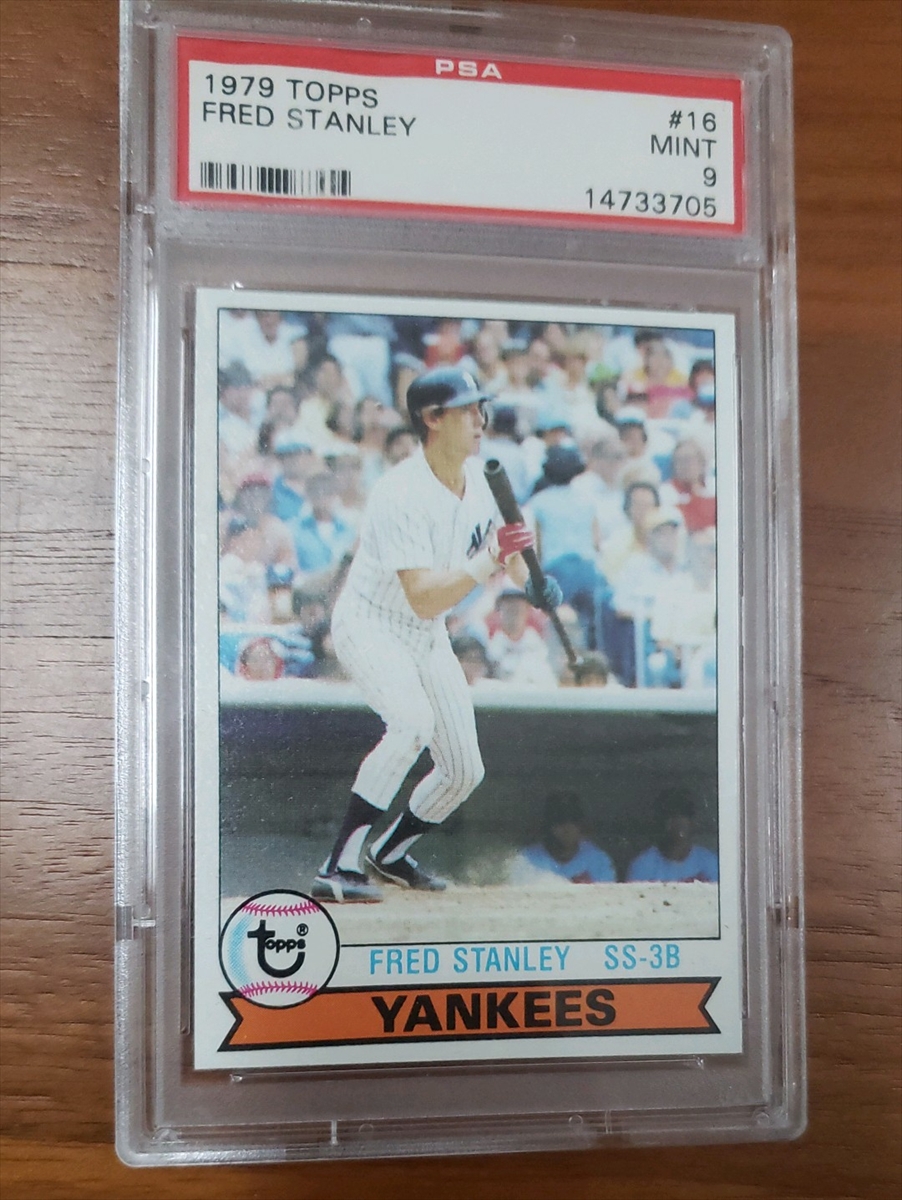 PSA
1979 TOPPS
FRED STANLEY
#16
MINT
9
14733705
topps®
FRED STANLEY SS-3B
YANKEES